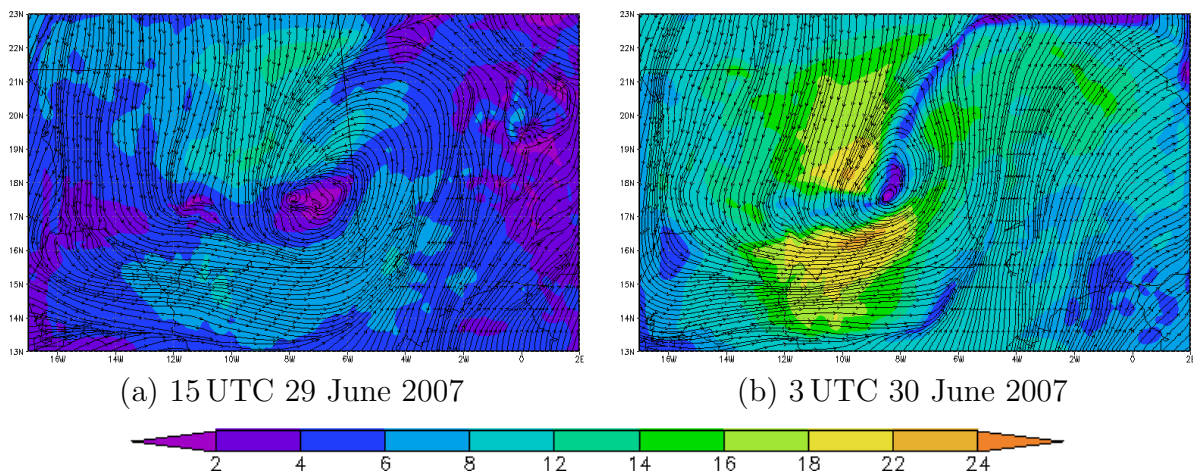 23N 23N
22N 22N
21N 21N
20N 20N
19N 19N
18N 18N
17N 17N
16N 16N
15N 15N
14N 14N
13N 13N
16W 14W 12W 10W 8W 6W 4W 2W 0 2E 16W 14W 12W 10W 8W 6W 4W 2W 0 2E
(a) 15 UTC 29 June 2007 (b) 3 UTC 30 June 2007
2 4 6 8 12 14 16 18 22 24